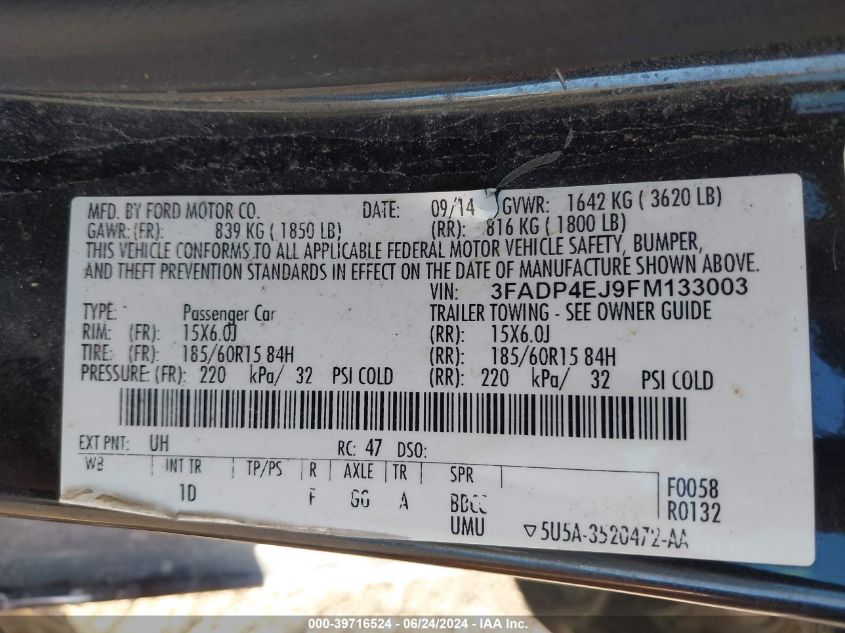 MFD. BY FORD MOTOR CO. DATE: 09/14 GVWR: 1642 KG ( 3620 LB)
GAWR: (FR): 839 KG ( 1850 LB) (RR): 816 KG ( 1800 LB)
THIS VEHICLE CONFORMS TO ALL APPLICABLE FEDERAL MOTOR VEHICLE SAFETY, BUMPER,
AND THEFT PREVENTION STANDARDS IN EFFECT ON THE DATE OF MANUFACTURE SHOWN ABOVE.
VIN: 3FADP4EJ9FM133003
TYPE: Passenger Car TRAILER TOWING - SEE OWNER GUIDE
RIM: (FR): 15X6.0J (RR): 15X6.0J
TIRE: (FR): 185/60R15 84H (RR): 185/60R15 84H
PRESSURE: (FR): 220 kPa/ 32 PSI COLD (RR): 220 kPa/ 32 PSI COLD
EXT PNT: UH RC: 47 DSO:
WB INT TR TP/PS R AXLE TR SPR F0058
1D F GG A R0132
UMU ▽5U5A-3520472-AA
000-39716524 - 06/24/2024 - IAAI.com